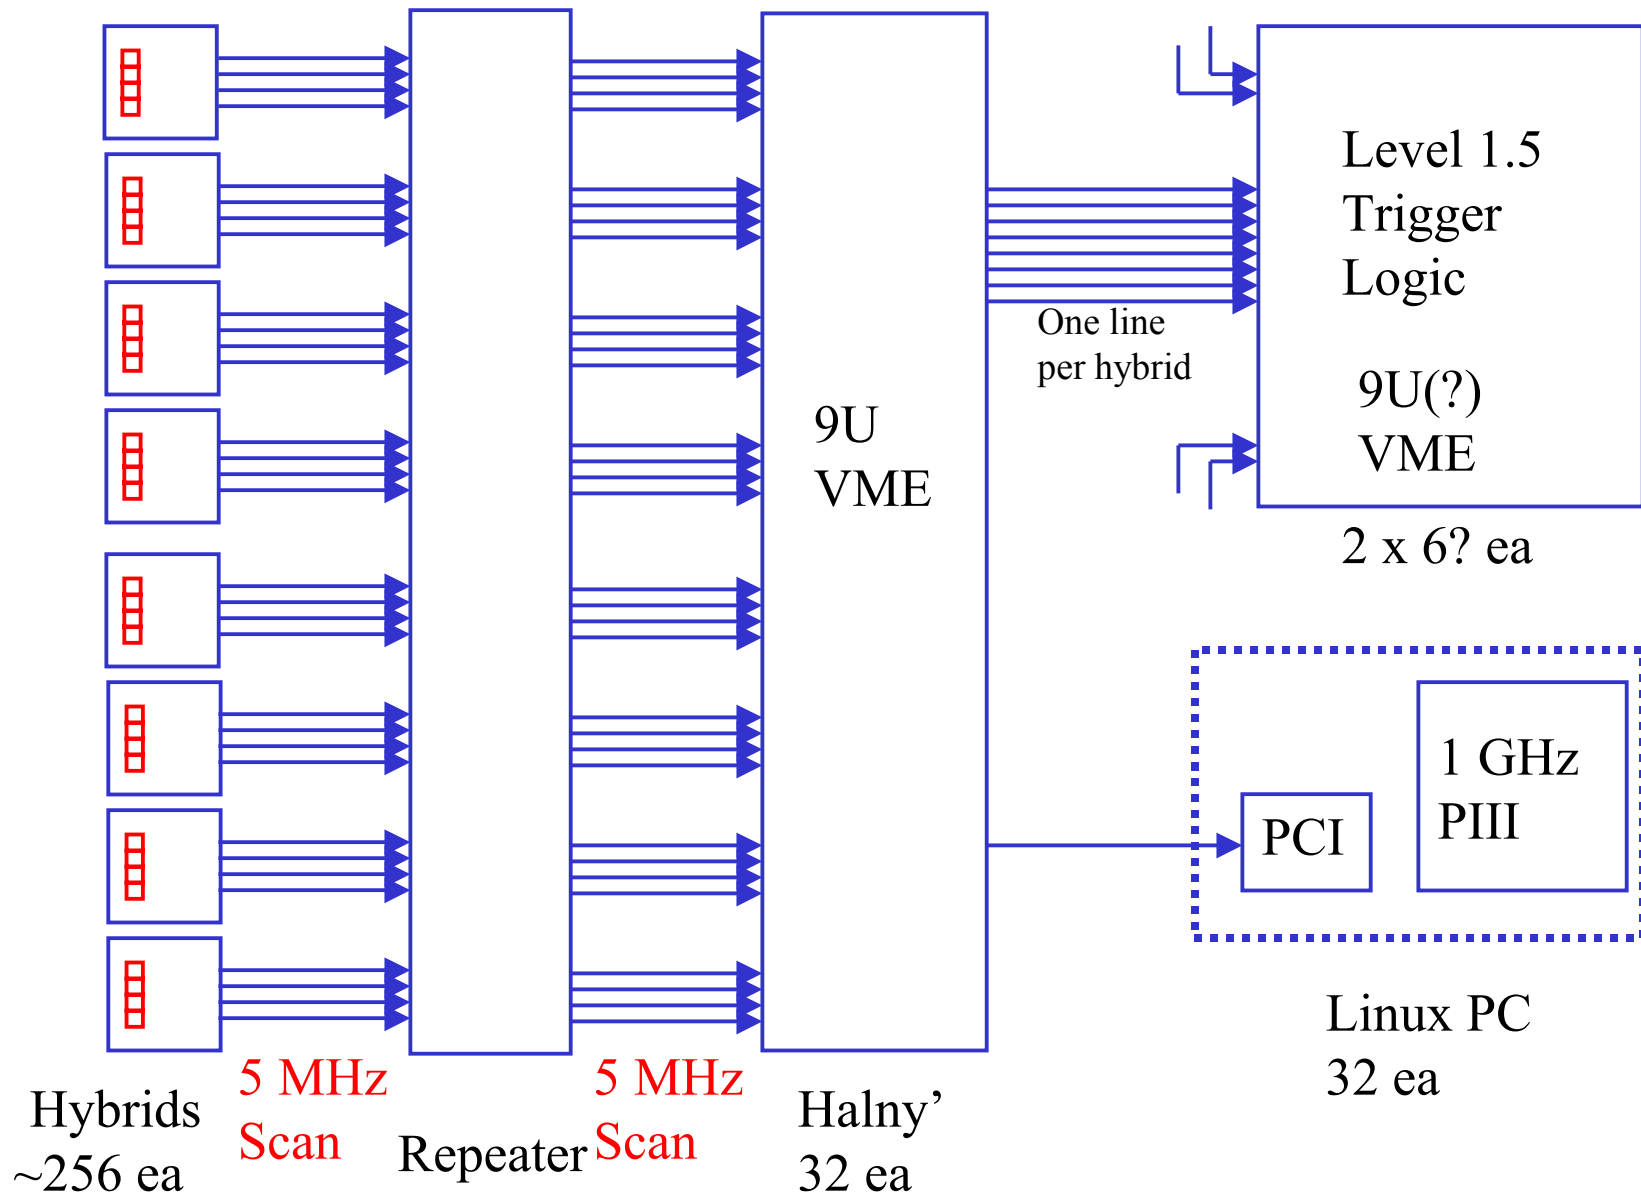 Level 1.5
Trigger
Logic
One line
per hybrid
9U(?)
VME
9U
VME
2 x 6? ea
1 GHz
PIII
PCI
Linux PC
32 ea
5 MHz
Scan
5 MHz
Scan
Hybrids
~256 ea
Repeater
Halny’
32 ea